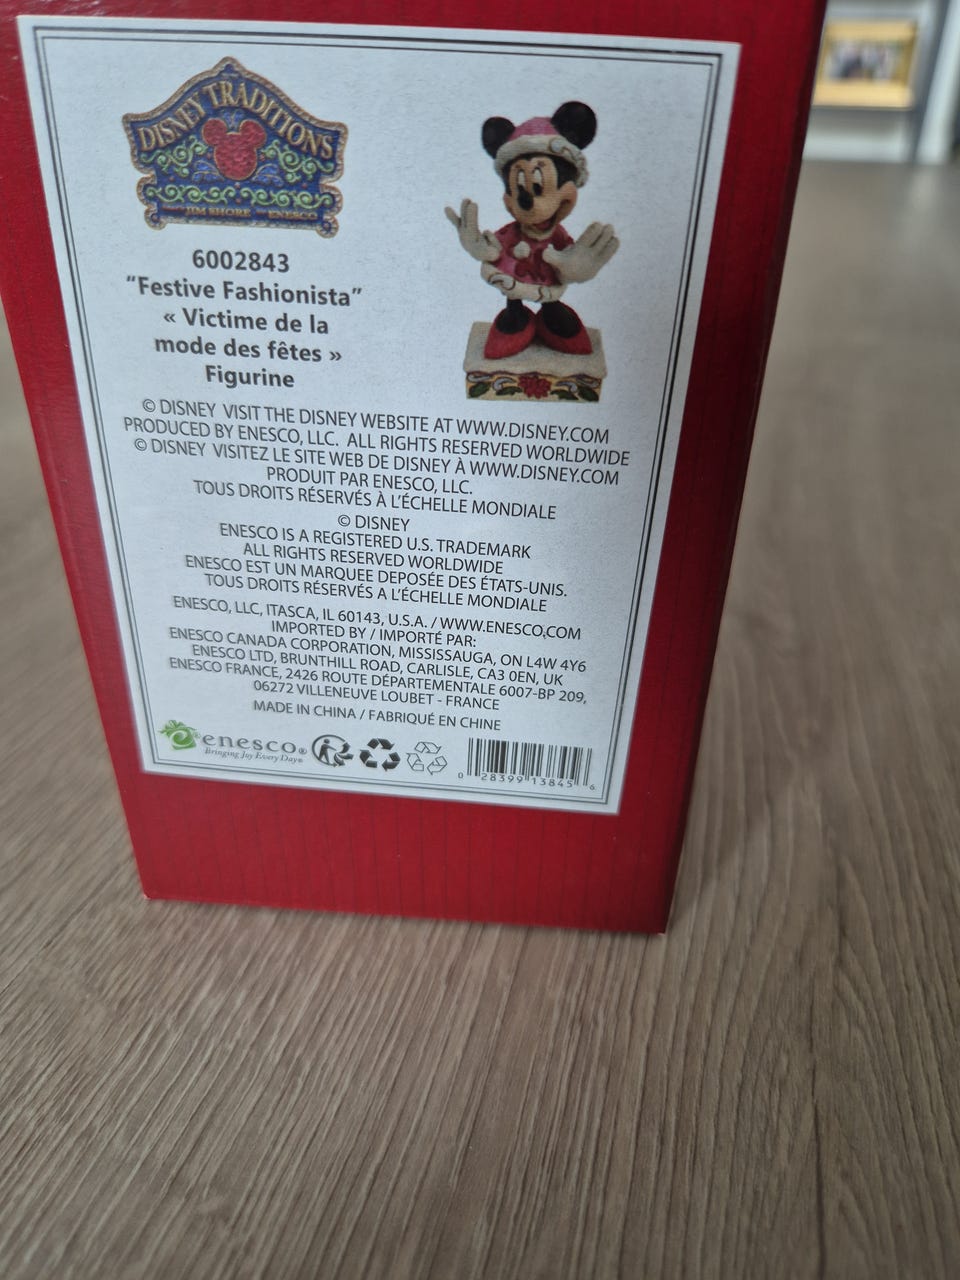 DISNEY TRADITIONS
JIM SHORE ENESCO
6002843
"Festive Fashionista"
« Victime de la
mode des fêtes »
Figurine
© DISNEY VISIT THE DISNEY WEBSITE AT WWW.DISNEY.COM
PRODUCED BY ENESCO, LLC. ALL RIGHTS RESERVED WORLDWIDE
© DISNEY VISITEZ LE SITE WEB DE DISNEY À WWW.DISNEY.COM
PRODUIT PAR ENESCO, LLC.
TOUS DROITS RÉSERVÉS À L'ÉCHELLE MONDIALE
© DISNEY
ENESCO IS A REGISTERED U.S. TRADEMARK
ALL RIGHTS RESERVED WORLDWIDE
ENESCO EST UN MARQUEE DEPOSÉE DES ÉTATS-UNIS.
TOUS DROITS RÉSERVÉS A L'ÉCHELLE MONDIALE
ENESCO, LLC, ITASCA, IL 60143, U.S.A. / WWW.ENESCO.COM
IMPORTED BY / IMPORTÉ PAR:
ENESCO CANADA CORPORATION, MISSISSAUGA, ON L4W 4Y6
ENESCO LTD, BRUNTHILL ROAD, CARLISLE, CA3 0EN, UK
ENESCO FRANCE, 2426 ROUTE DÉPARTEMENTALE 6007-BP 209,
06272 VILLENEUVE LOUBET - FRANCE
MADE IN CHINA / FABRIQUÉ EN CHINE
enesco®
Bringing Joy Every Day®
0 28399 13845 6